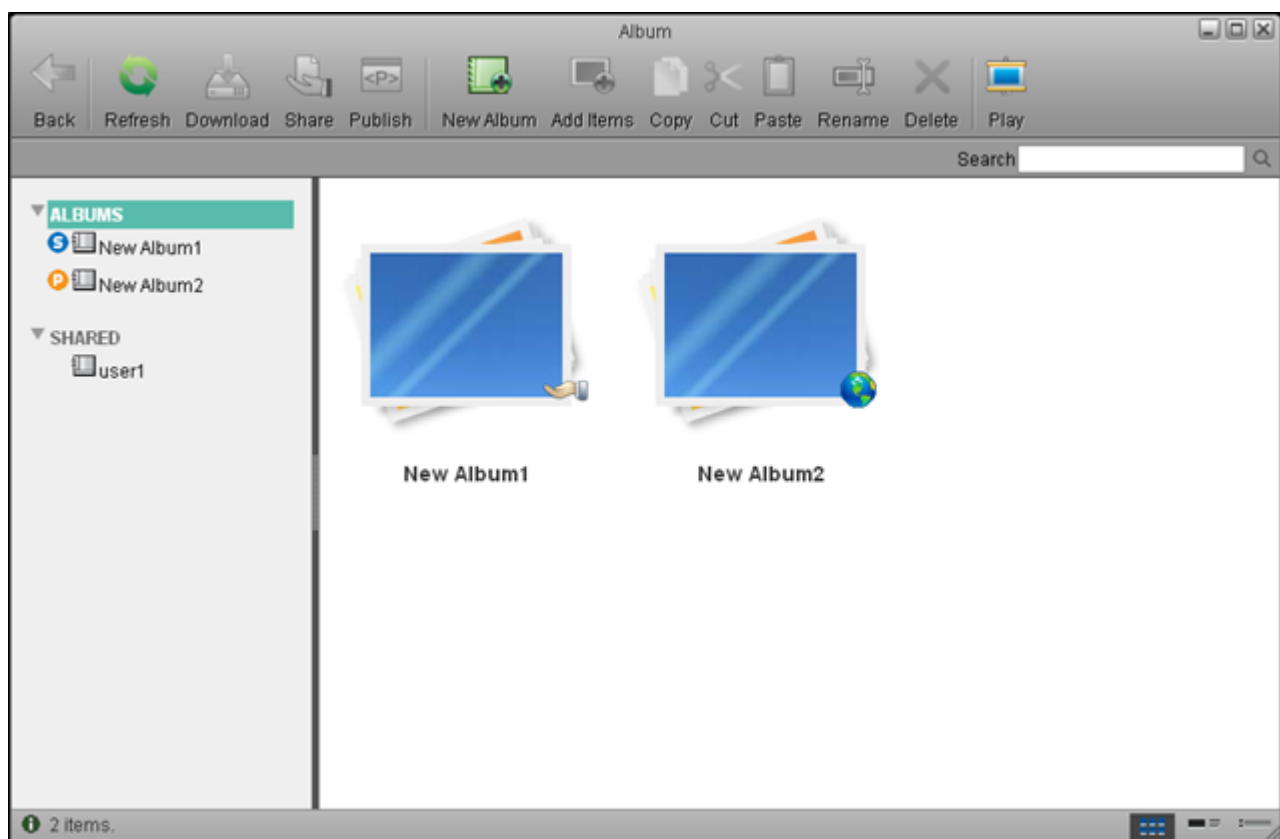 Album
Back Refresh Download Share <P> Publish New Album Add Items Copy Cut Paste Rename Delete Play
Search
ALBUMS
S New Album1
P New Album2
SHARED
user1
New Album1 New Album2
2 items.